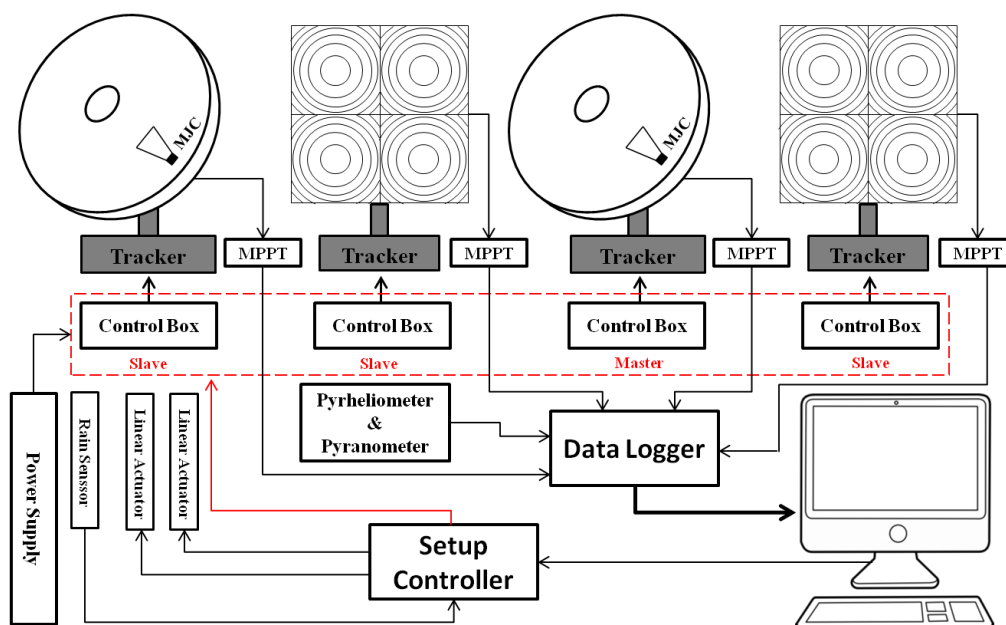 MJC
MJC
Tracker
MPPT
Tracker
MPPT
Tracker
MPPT
Tracker
MPPT
Control Box
Control Box
Control Box
Control Box
Slave
Slave
Master
Slave
Power Supply
Rain Senssor
Linear Actuator
Linear Actuator
Pyrheliometer
&
Pyranometer
Data Logger
Setup
Controller